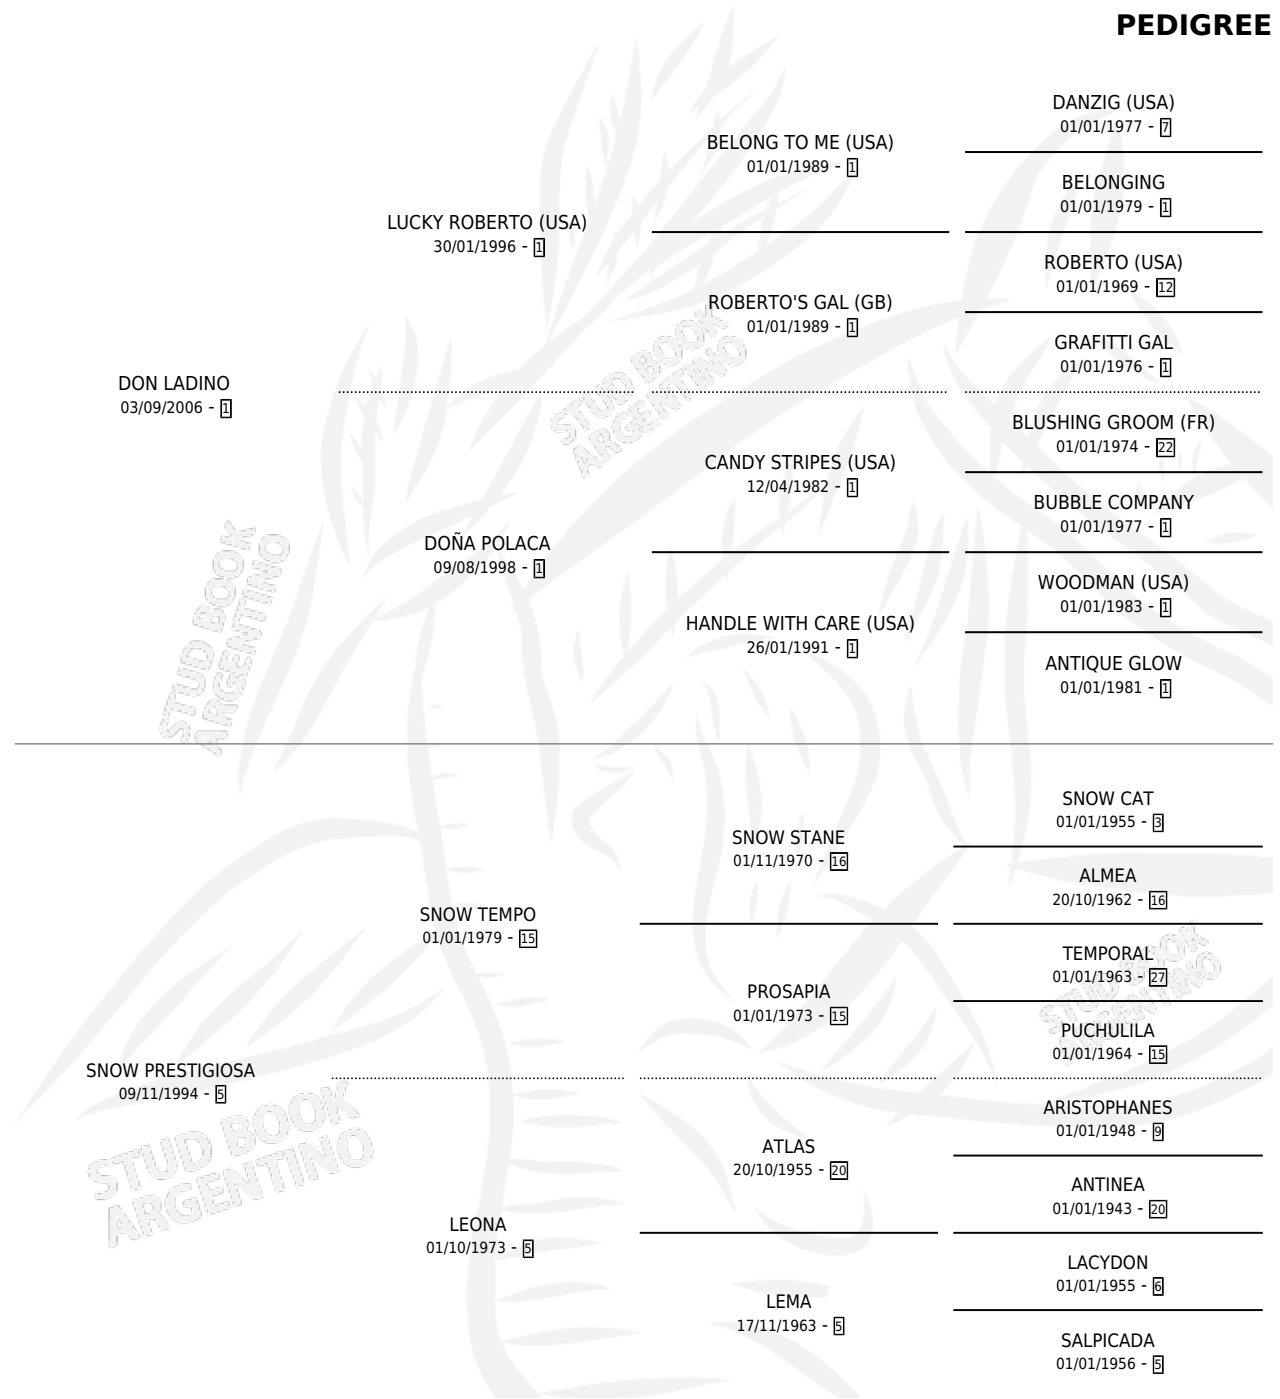 PEDIGREE
DANZIG (USA)
01/01/1977 - 7
BELONG TO ME (USA)
01/01/1989 - 1
BELONGING
01/01/1979 - 1
LUCKY ROBERTO (USA)
30/01/1996 - 1
ROBERTO (USA)
01/01/1969 - 12
ROBERTO'S GAL (GB)
01/01/1989 - 1
GRAFITTI GAL
01/01/1976 - 1
DON LADINO
03/09/2006 - 1
BLUSHING GROOM (FR)
01/01/1974 - 22
CANDY STRIPES (USA)
12/04/1982 - 1
BUBBLE COMPANY
01/01/1977 - 1
DOÑA POLACA
09/08/1998 - 1
WOODMAN (USA)
01/01/1983 - 1
HANDLE WITH CARE (USA)
26/01/1991 - 1
ANTIQUE GLOW
01/01/1981 - 1
STUD BOOK
ARGENTINO
STUD BOOK
ARGENTINO
SNOW CAT
01/01/1955 - 3
SNOW STANE
01/11/1970 - 16
ALMEA
20/10/1962 - 16
SNOW TEMPO
01/01/1979 - 15
TEMPORAL
01/01/1963 - 27
PROSAPIA
01/01/1973 - 15
PUCHULILA
01/01/1964 - 15
SNOW PRESTIGIOSA
09/11/1994 - 5
ARISTOPHANES
01/01/1948 - 9
ATLAS
20/10/1955 - 20
ANTINEA
01/01/1943 - 20
LEONA
01/10/1973 - 5
LACYDON
01/01/1955 - 6
LEMA
17/11/1963 - 5
SALPICADA
01/01/1956 - 5
STUD BOOK
ARGENTINO
STUD BOOK
ARGENTINO